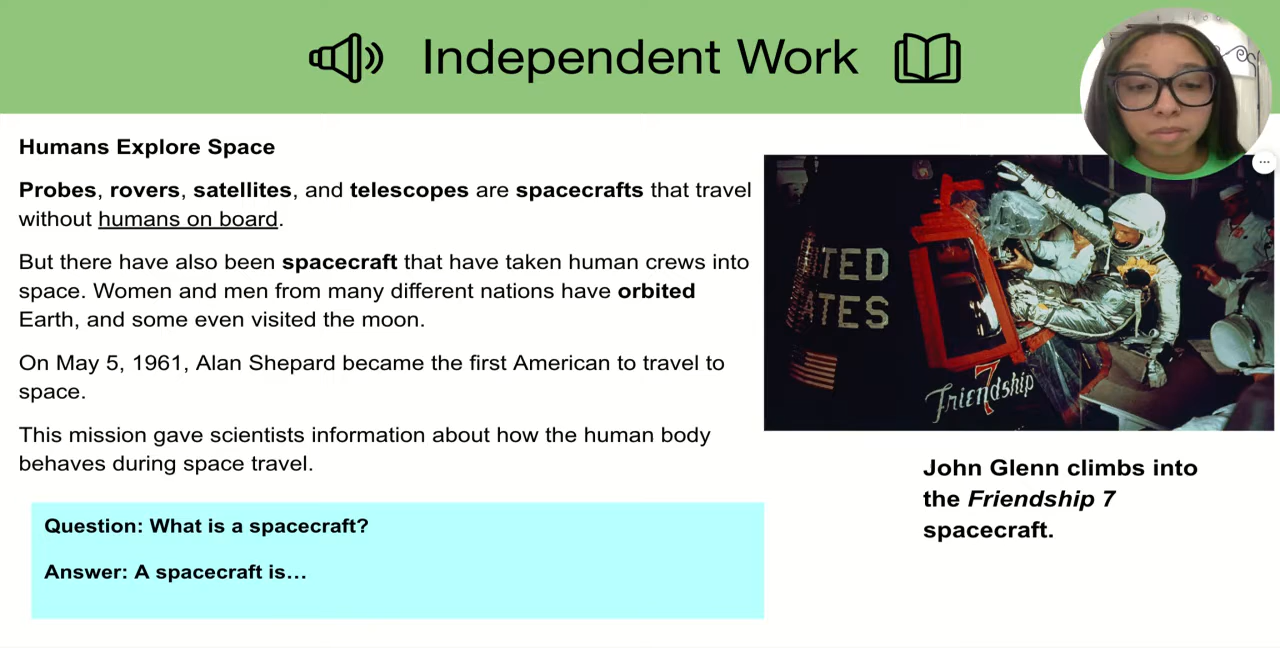 Independent Work
Humans Explore Space
Probes, rovers, satellites, and telescopes are spacecrafts that travel
without humans on board.
But there have also been spacecraft that have taken human crews into
space. Women and men from many different nations have orbited
Earth, and some even visited the moon.
On May 5, 1961, Alan Shepard became the first American to travel to
space.
This mission gave scientists information about how the human body
behaves during space travel.
Question: What is a spacecraft?
Answer: A spacecraft is…
TED
ATES
Friendship 7
John Glenn climbs into
the Friendship 7
spacecraft.